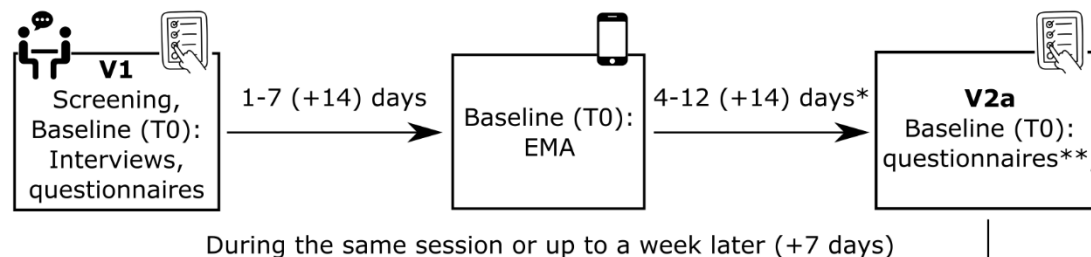 V1
Screening,
Baseline (T0):
Interviews,
questionnaires
1-7 (+14) days
Baseline (T0):
EMA
4-12 (+14) days*
V2a
Baseline (T0):
questionnaires**,
During the same session or up to a week later (+7 days)